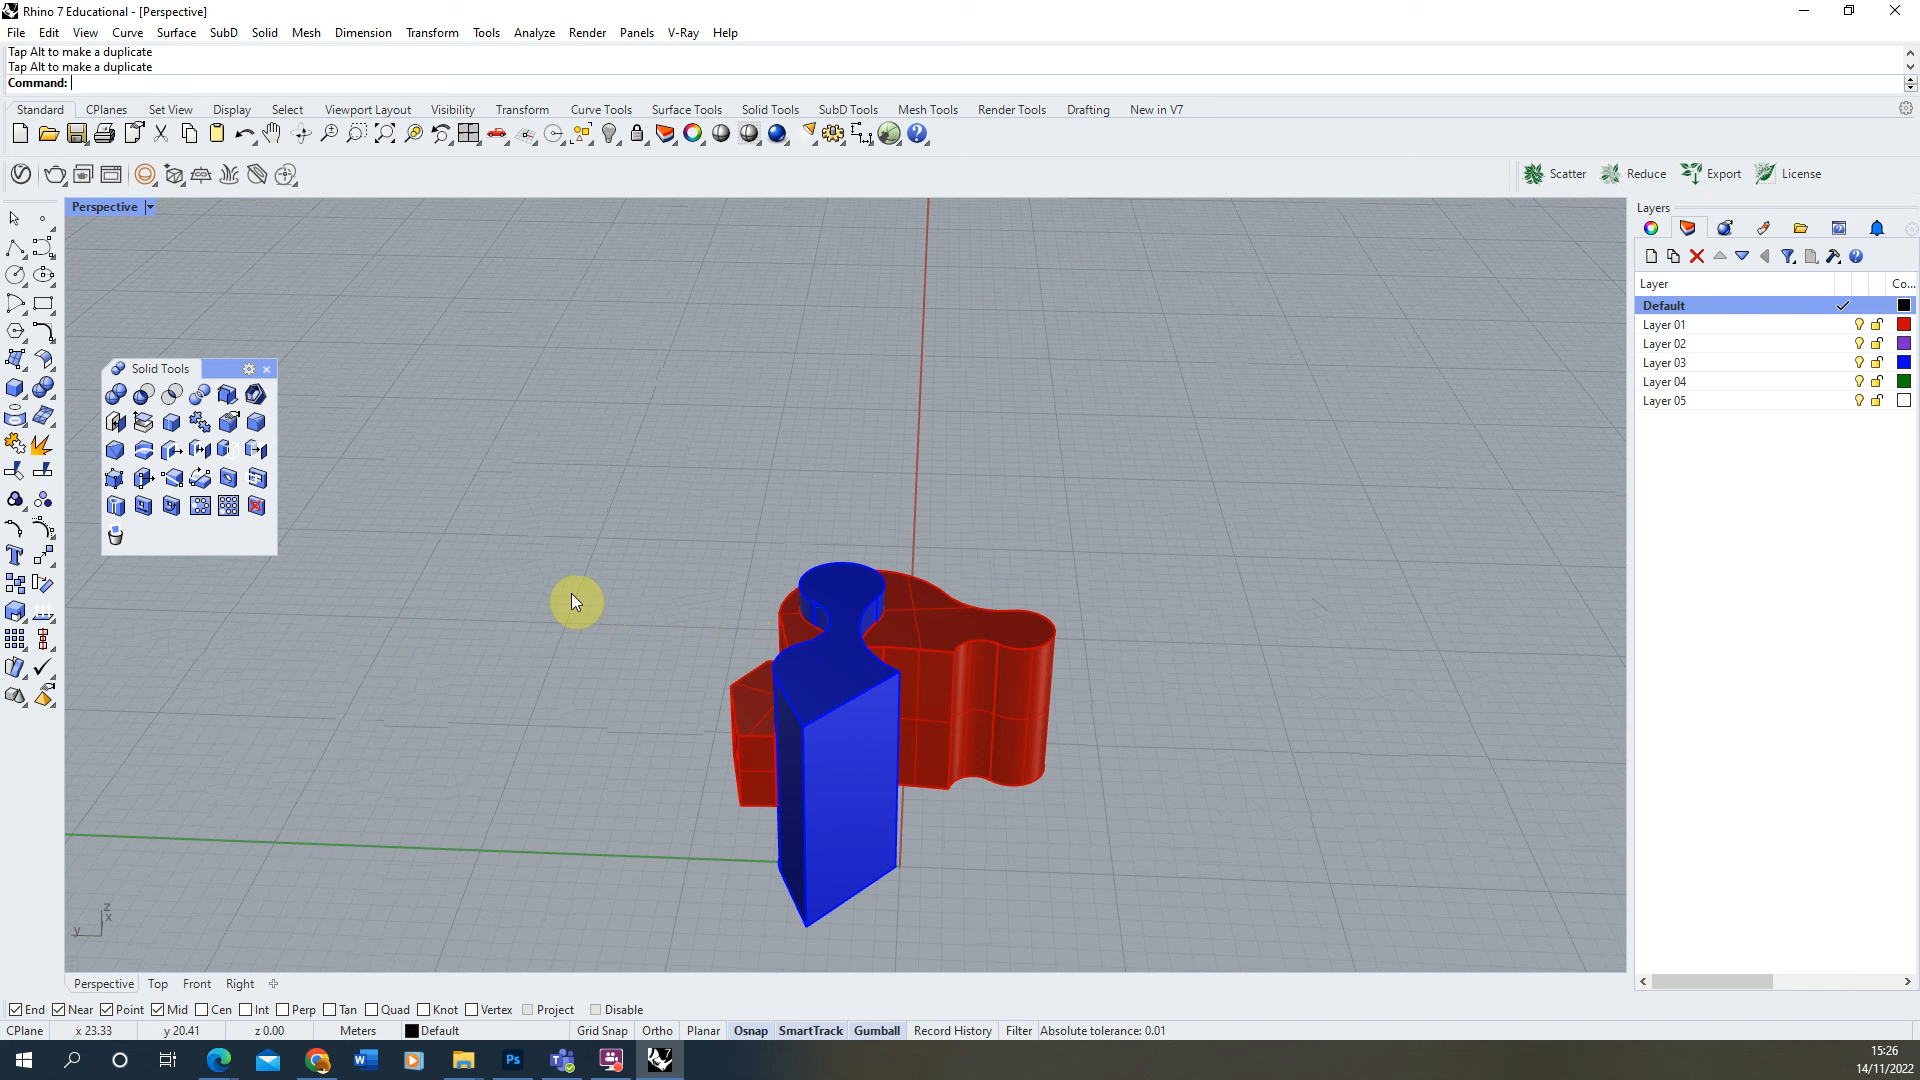 Rhino 7 Educational - [Perspective]
File Edit View Curve Surface SubD Solid Mesh Dimension Transform Tools Analyze Render Panels V-Ray Help
Tap Alt to make a duplicate
Tap Alt to make a duplicate
Command:
Standard CPlanes Set View Display Select Viewport Layout Visibility Transform Curve Tools Surface Tools Solid Tools SubD Tools Mesh Tools Render Tools Drafting New in V7
Scatter Reduce Export License
Perspective
Layers
Layer Co...
Default
Layer 01
Layer 02
Layer 03
Layer 04
Layer 05
Solid Tools
z
x
y
Perspective Top Front Right
End Near Point Mid Cen Int Perp Tan Quad Knot Vertex Project Disable
CPlane x 23.33 y 20.41 z 0.00 Meters Default Grid Snap Ortho Planar Osnap SmartTrack Gumball Record History Filter Absolute tolerance: 0.01
15:26
14/11/2022